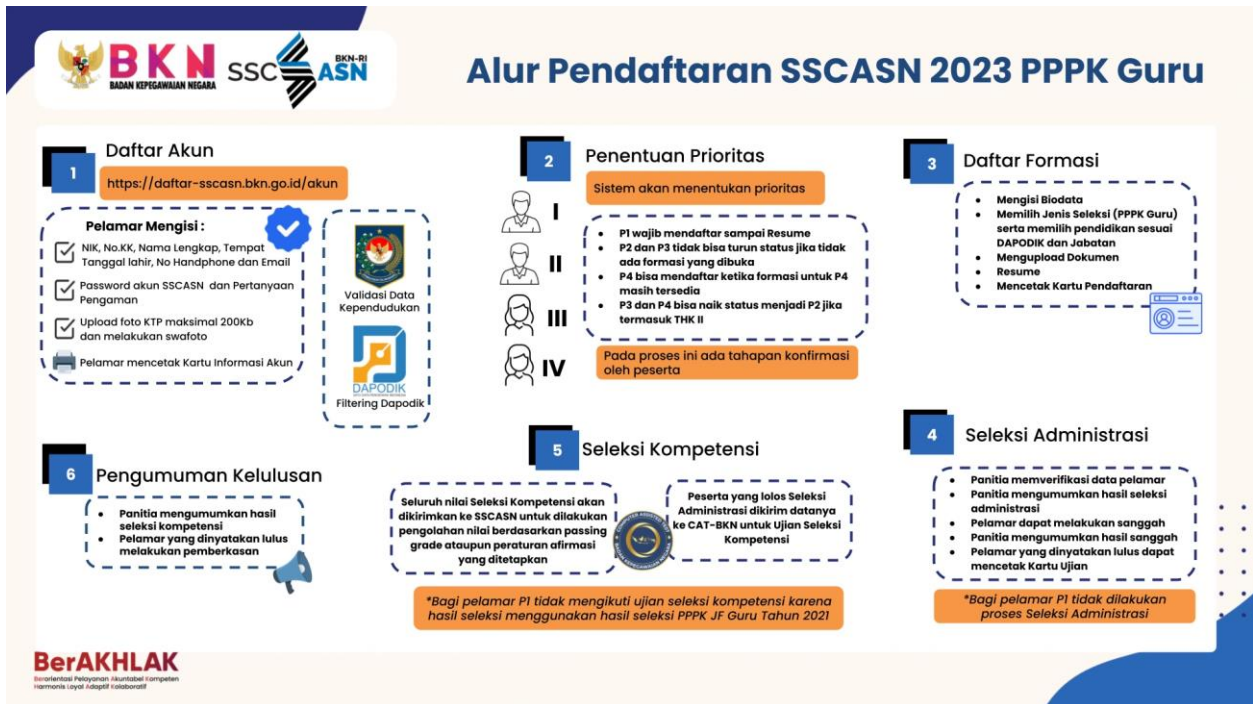 BKN
BADAN KEPEGAWAIAN NEGARA
SSC ASN
BKN-RI
Alur Pendaftaran SSCASN 2023 PPPK Guru
1
Daftar Akun
https://daftar-sscasn.bkn.go.id/akun
Pelamar Mengisi :
NIK, No.KK, Nama Lengkap, Tempat
Tanggal lahir, No Handphone dan Email
Password akun SSCASN dan Pertanyaan
Pengaman
Upload foto KTP maksimal 200Kb
dan melakukan swafoto
Pelamar mencetak Kartu Informasi Akun
Validasi Data
Kependudukan
DAPODIK
Filtering Dapodik
2
Penentuan Prioritas
Sistem akan menentukan prioritas
I
II
III
IV
• P1 wajib mendaftar sampai Resume
• P2 dan P3 tidak bisa turun status jika tidak
ada formasi yang dibuka
• P4 bisa mendaftar ketika formasi untuk P4
masih tersedia
• P3 dan P4 bisa naik status menjadi P2 jika
termasuk THK II
Pada proses ini ada tahapan konfirmasi
oleh peserta
3
Daftar Formasi
• Mengisi Biodata
• Memilih Jenis Seleksi (PPPK Guru)
serta memilih pendidikan sesuai
DAPODIK dan Jabatan
• Mengupload Dokumen
• Resume
• Mencetak Kartu Pendaftaran
4
Seleksi Administrasi
• Panitia memverifikasi data pelamar
• Panitia mengumumkan hasil seleksi
administrasi
• Pelamar dapat melakukan sanggah
• Panitia mengumumkan hasil sanggah
• Pelamar yang dinyatakan lulus dapat
mencetak Kartu Ujian
*Bagi pelamar P1 tidak dilakukan
proses Seleksi Administrasi
5
Seleksi Kompetensi
Peserta yang lolos Seleksi
Administrasi dikirim datanya
ke CAT-BKN untuk Ujian Seleksi
Kompetensi
Seluruh nilai Seleksi Kompetensi akan
dikirimkan ke SSCASN untuk dilakukan
pengolahan nilai berdasarkan passing
grade ataupun peraturan afirmasi
yang ditetapkan
*Bagi pelamar P1 tidak mengikuti ujian seleksi kompetensi karena
hasil seleksi menggunakan hasil seleksi PPPK JF Guru Tahun 2021
6
Pengumuman Kelulusan
• Panitia mengumumkan hasil
seleksi kompetensi
• Pelamar yang dinyatakan lulus
melakukan pemberkasan
BerAKHLAK
Berorientasi Pelayanan Akuntabel Kompeten
Harmonis Loyal Adaptif Kolaboratif